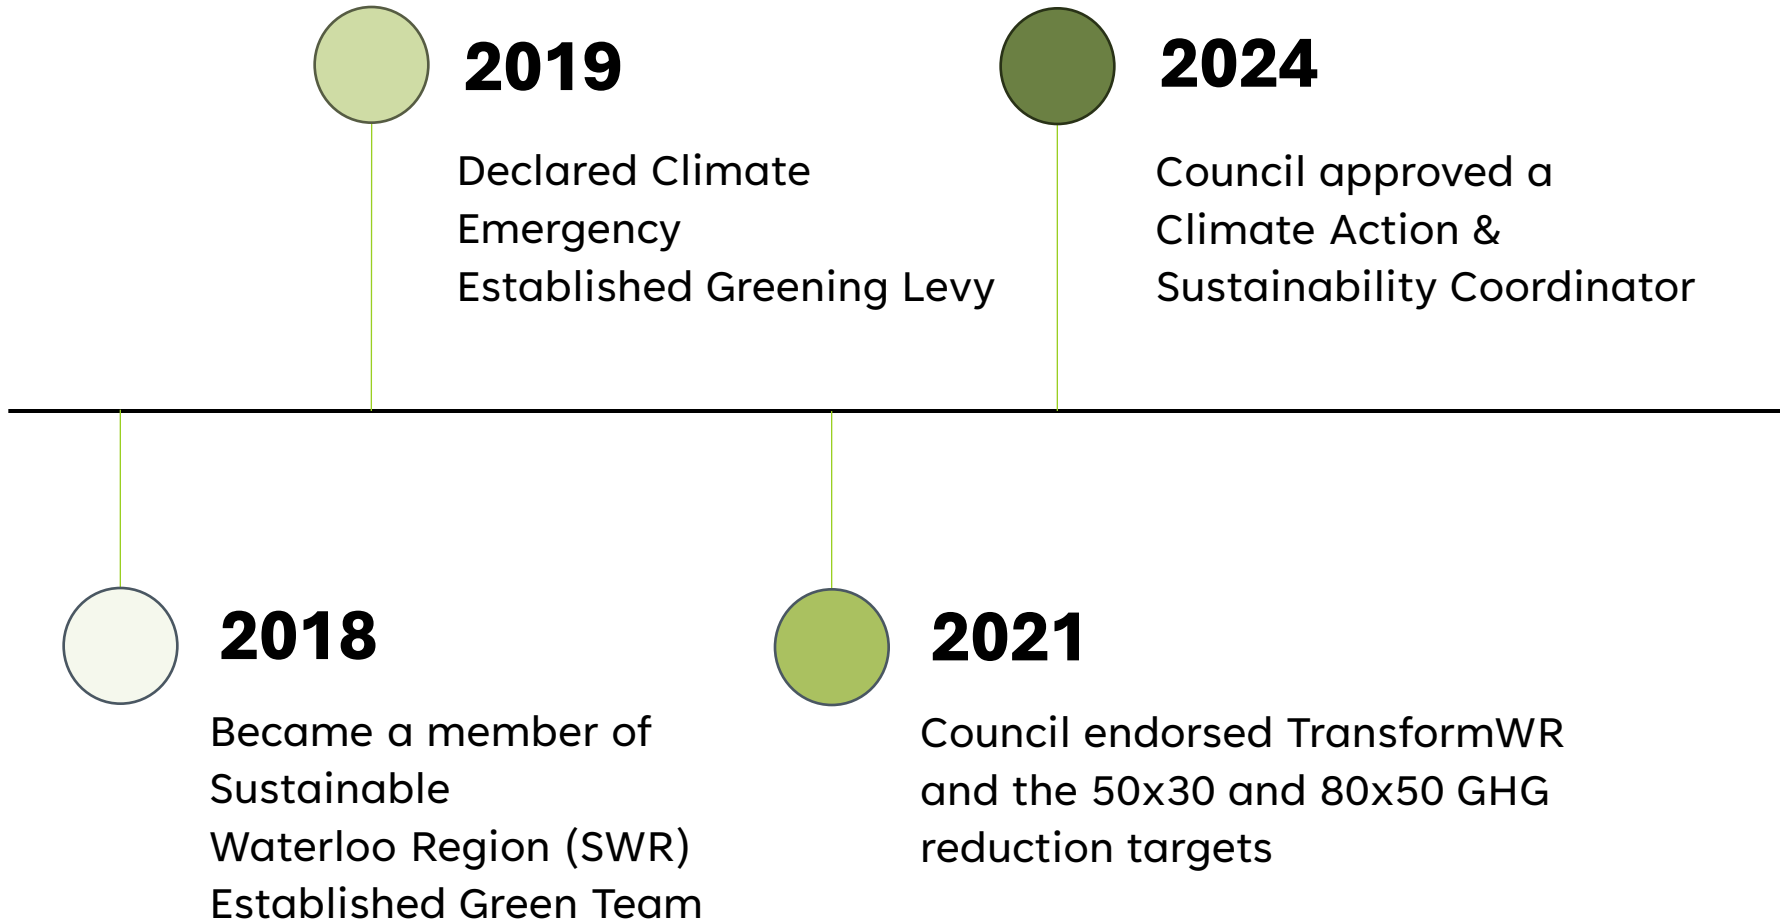 2019
Declared Climate
Emergency
Established Greening Levy
2024
Council approved a
Climate Action &
Sustainability Coordinator
2018
Became a member of
Sustainable
Waterloo Region (SWR)
Established Green Team
2021
Council endorsed TransformWR
and the 50x30 and 80x50 GHG
reduction targets